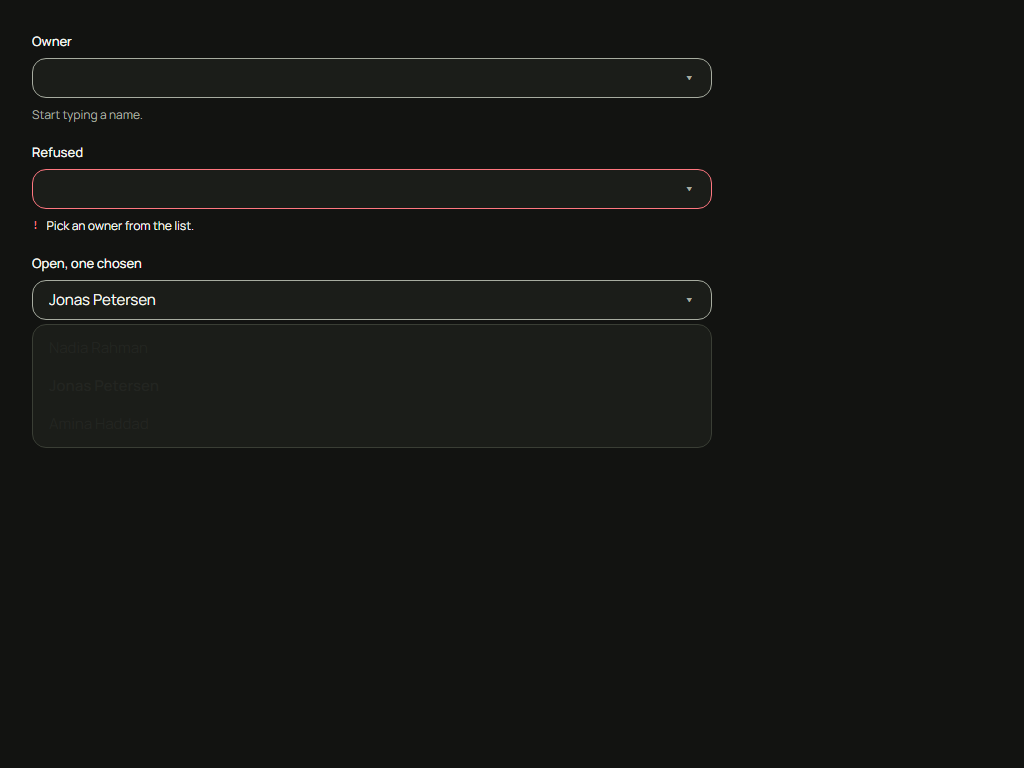 Owner
Start typing a name.
Refused
! Pick an owner from the list.
Open, one chosen
Jonas Petersen
Nadia Rahman
Jonas Petersen
Amina Haddad